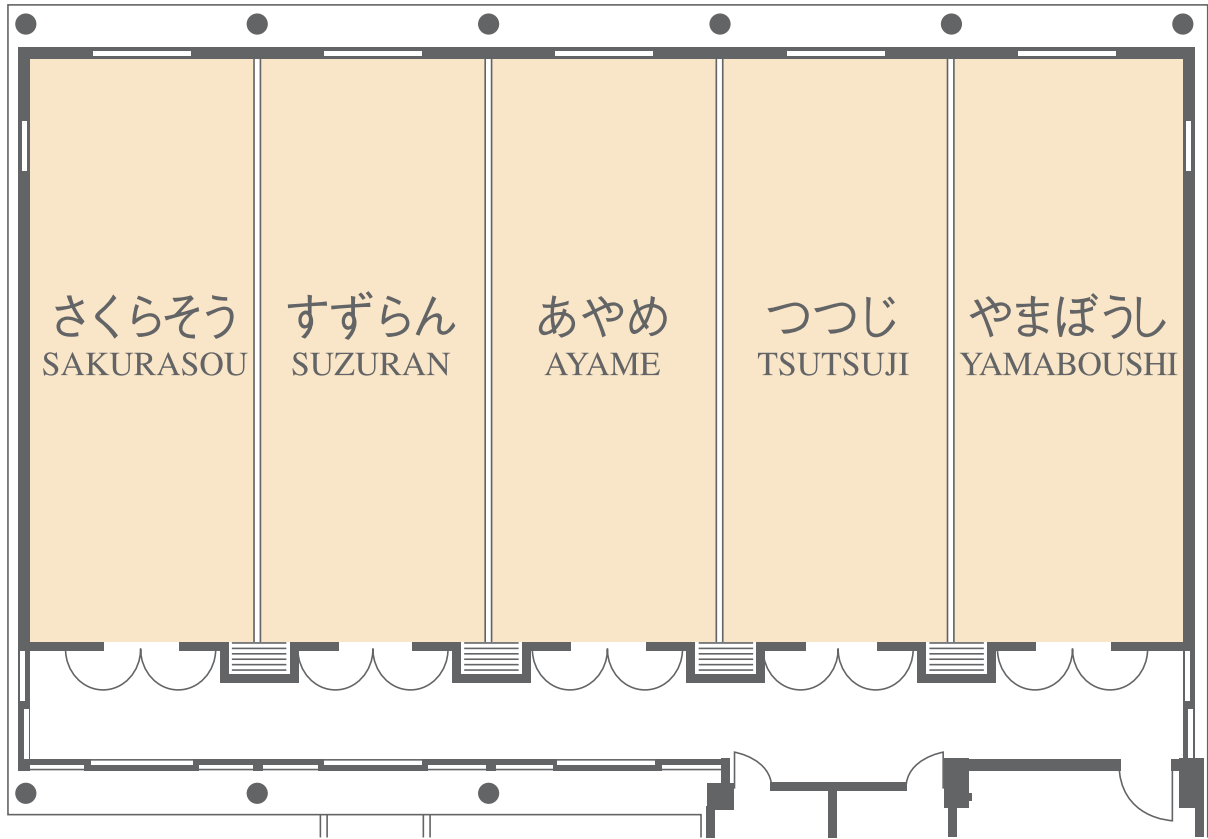 さくらそう
SAKURASOU
すずらん
SUZURAN
あやめ
AYAME
つつじ
TSUTSUJI
やまぼうし
YAMABOUSHI